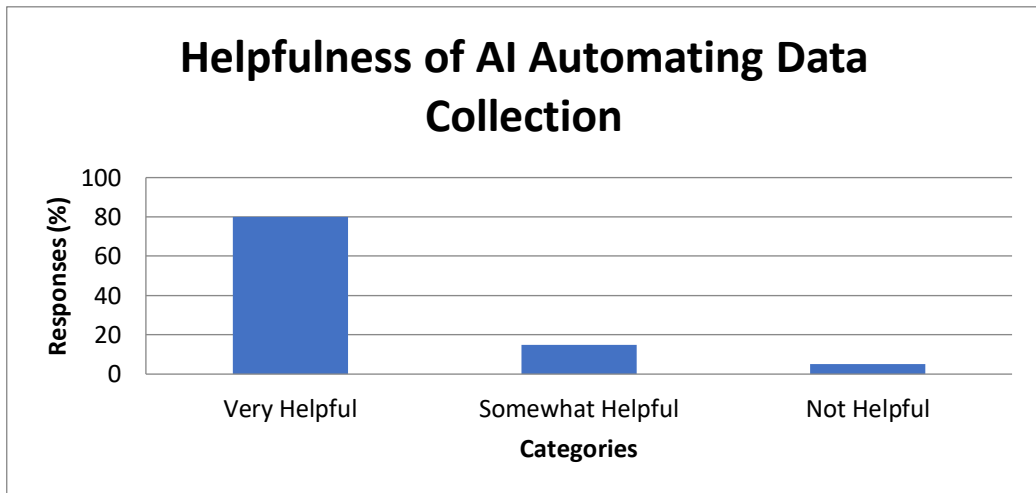 Helpfulness of AI Automating Data
Collection
Responses (%)
100
80
60
40
20
0
Very Helpful
Somewhat Helpful
Not Helpful
Categories